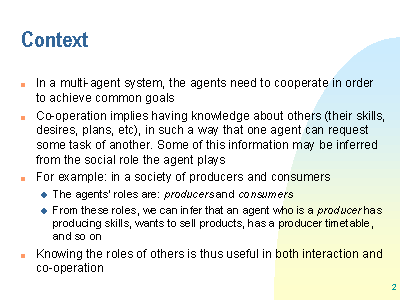 Context
In a multi-agent system, the agents need to cooperate in order
to achieve common goals
Co-operation implies having knowledge about others (their skills,
desires, plans, etc), in such a way that one agent can request
some task of another. Some of this information may be inferred
from the social role the agent plays
For example: in a society of producers and consumers
The agents' roles are: producers and consumers
From these roles, we can infer that an agent who is a producer has
producing skills, wants to sell products, has a producer timetable,
and so on
Knowing the roles of others is thus useful in both interaction and
co-operation
2